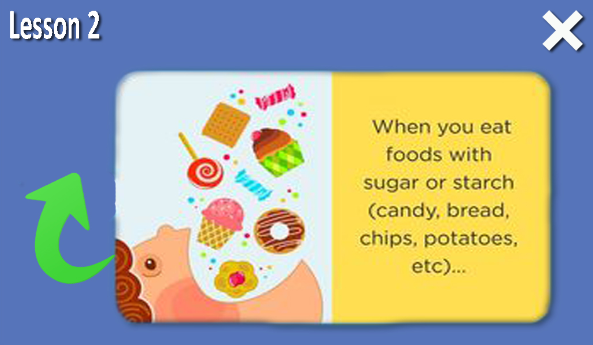 Lesson 2
When you eat
foods with
sugar or starch
(candy, bread,
chips, potatoes,
etc)...